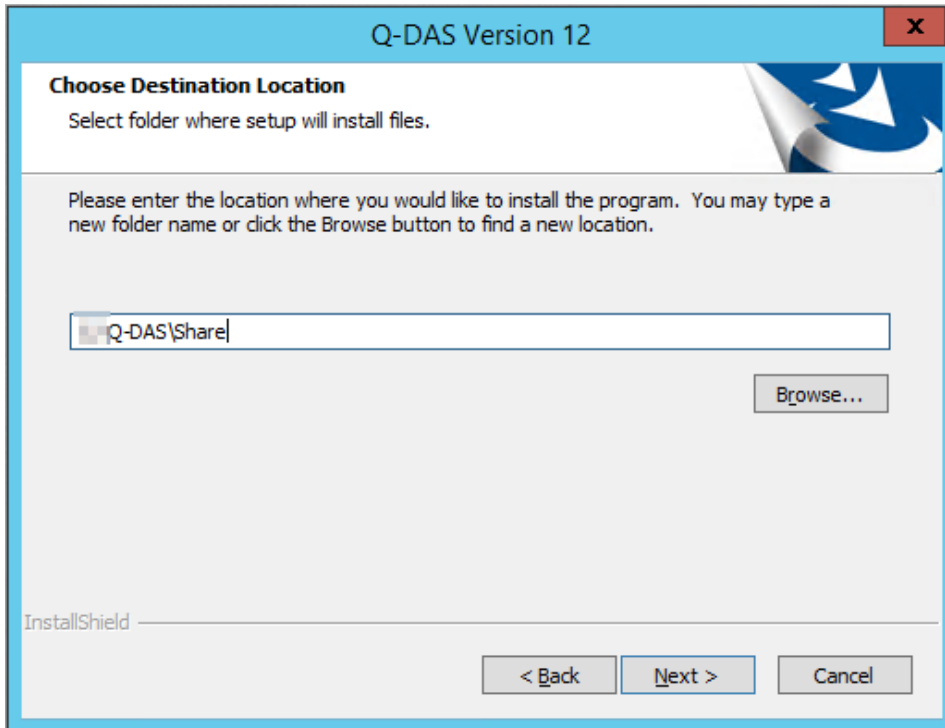 Q-DAS Version 12
x
Choose Destination Location
Select folder where setup will install files.
Please enter the location where you would like to install the program. You may type a
new folder name or click the Browse button to find a new location.
Q-DAS\Share
Browse...
InstallShield
< Back
Next >
Cancel